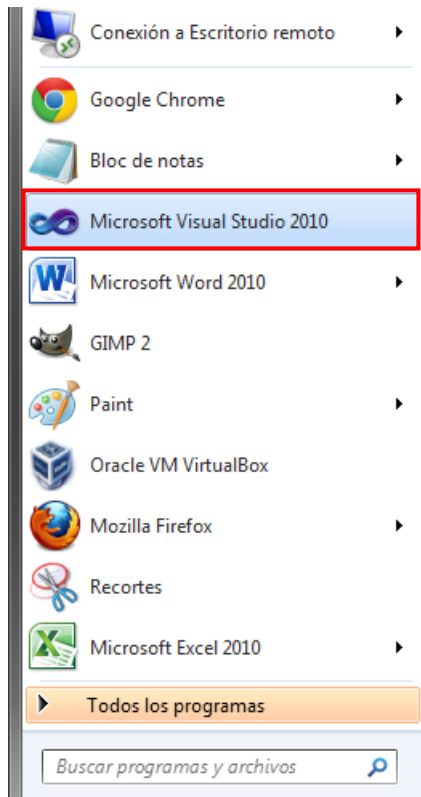 Conexión a Escritorio remoto
Google Chrome
Bloc de notas
Microsoft Visual Studio 2010
Microsoft Word 2010
GIMP 2
Paint
Oracle VM VirtualBox
Mozilla Firefox
Recortes
Microsoft Excel 2010
Todos los programas
Buscar programas y archivos